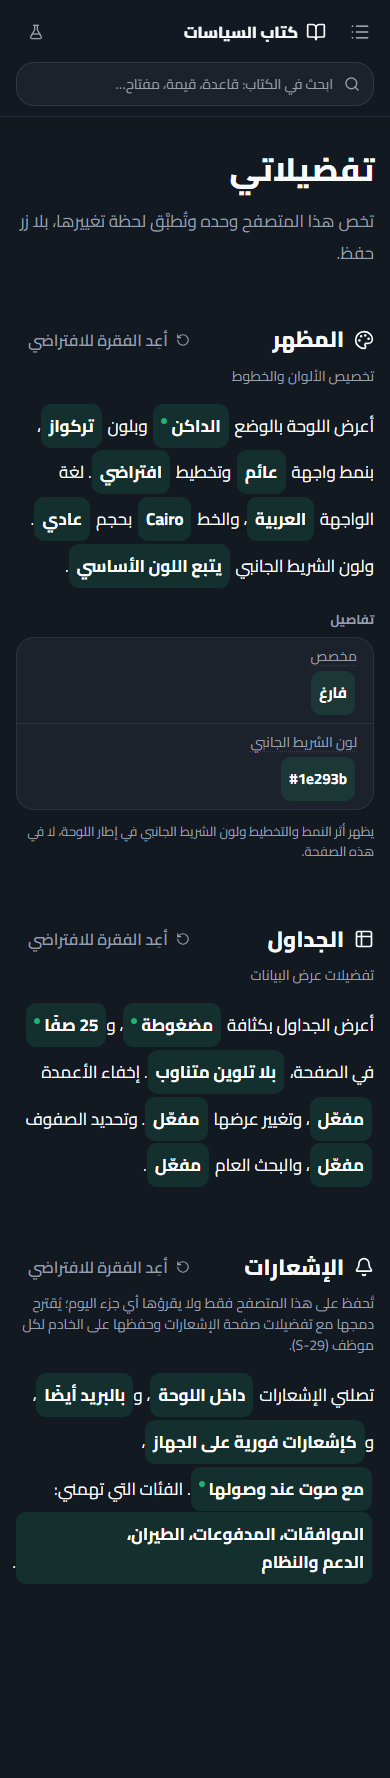 كتاب السياسات
ابحث في الكتاب: قاعدة، قيمة، مفتاح...
تفضيلاتي
تخص هذا المتصفح وحده وتُطبَّق لحظة تغييرها، بلا زر
حفظ.
المظهر
أعِد الفقرة للافتراضي
تخصيص الألوان والخطوط
أعرض اللوحة بالوضع الداكن وبلون تركواز،
بنمط واجهة عائم وتخطيط افتراضي. لغة
الواجهة العربية، والخط Cairo بحجم عادي.
ولون الشريط الجانبي يتبع اللون الأساسي.
تفاصيل
مخصص
فارغ
لون الشريط الجانبي
#1e293b
يظهر أثر النمط والتخطيط ولون الشريط الجانبي في إطار اللوحة، لا في
هذه الصفحة.
الجداول
أعِد الفقرة للافتراضي
تفضيلات عرض البيانات
أعرض الجداول بكثافة مضغوطة، و25 صفًا
في الصفحة، بلا تلوين متناوب. إخفاء الأعمدة
مفعّل، وتغيير عرضها مفعّل. وتحديد الصفوف
مفعّل، والبحث العام مفعّل.
الإشعارات
أعِد الفقرة للافتراضي
تُحفظ على هذا المتصفح فقط ولا يقرؤها أي جزء اليوم؛ يُقترح
دمجها مع تفضيلات صفحة الإشعارات وحفظها على الخادم لكل
موظف (S-29).
تصلني الإشعارات داخل اللوحة، وبالبريد أيضًا،
وكإشعارات فورية على الجهاز،
مع صوت عند وصولها. الفئات التي تهمني:
الموافقات، المدفوعات، الطيران،
الدعم والنظام.